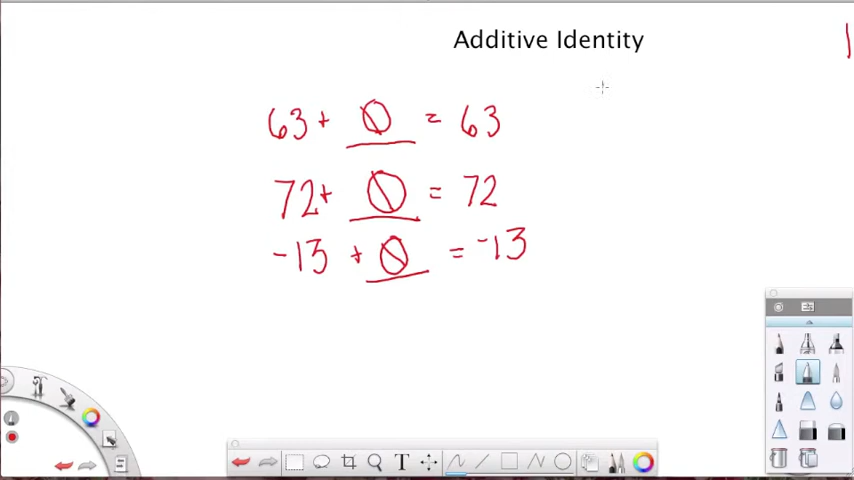 Additive Identity
63 + 0 = 63
72 + 0 = 72
-13 + 0 = -13
T